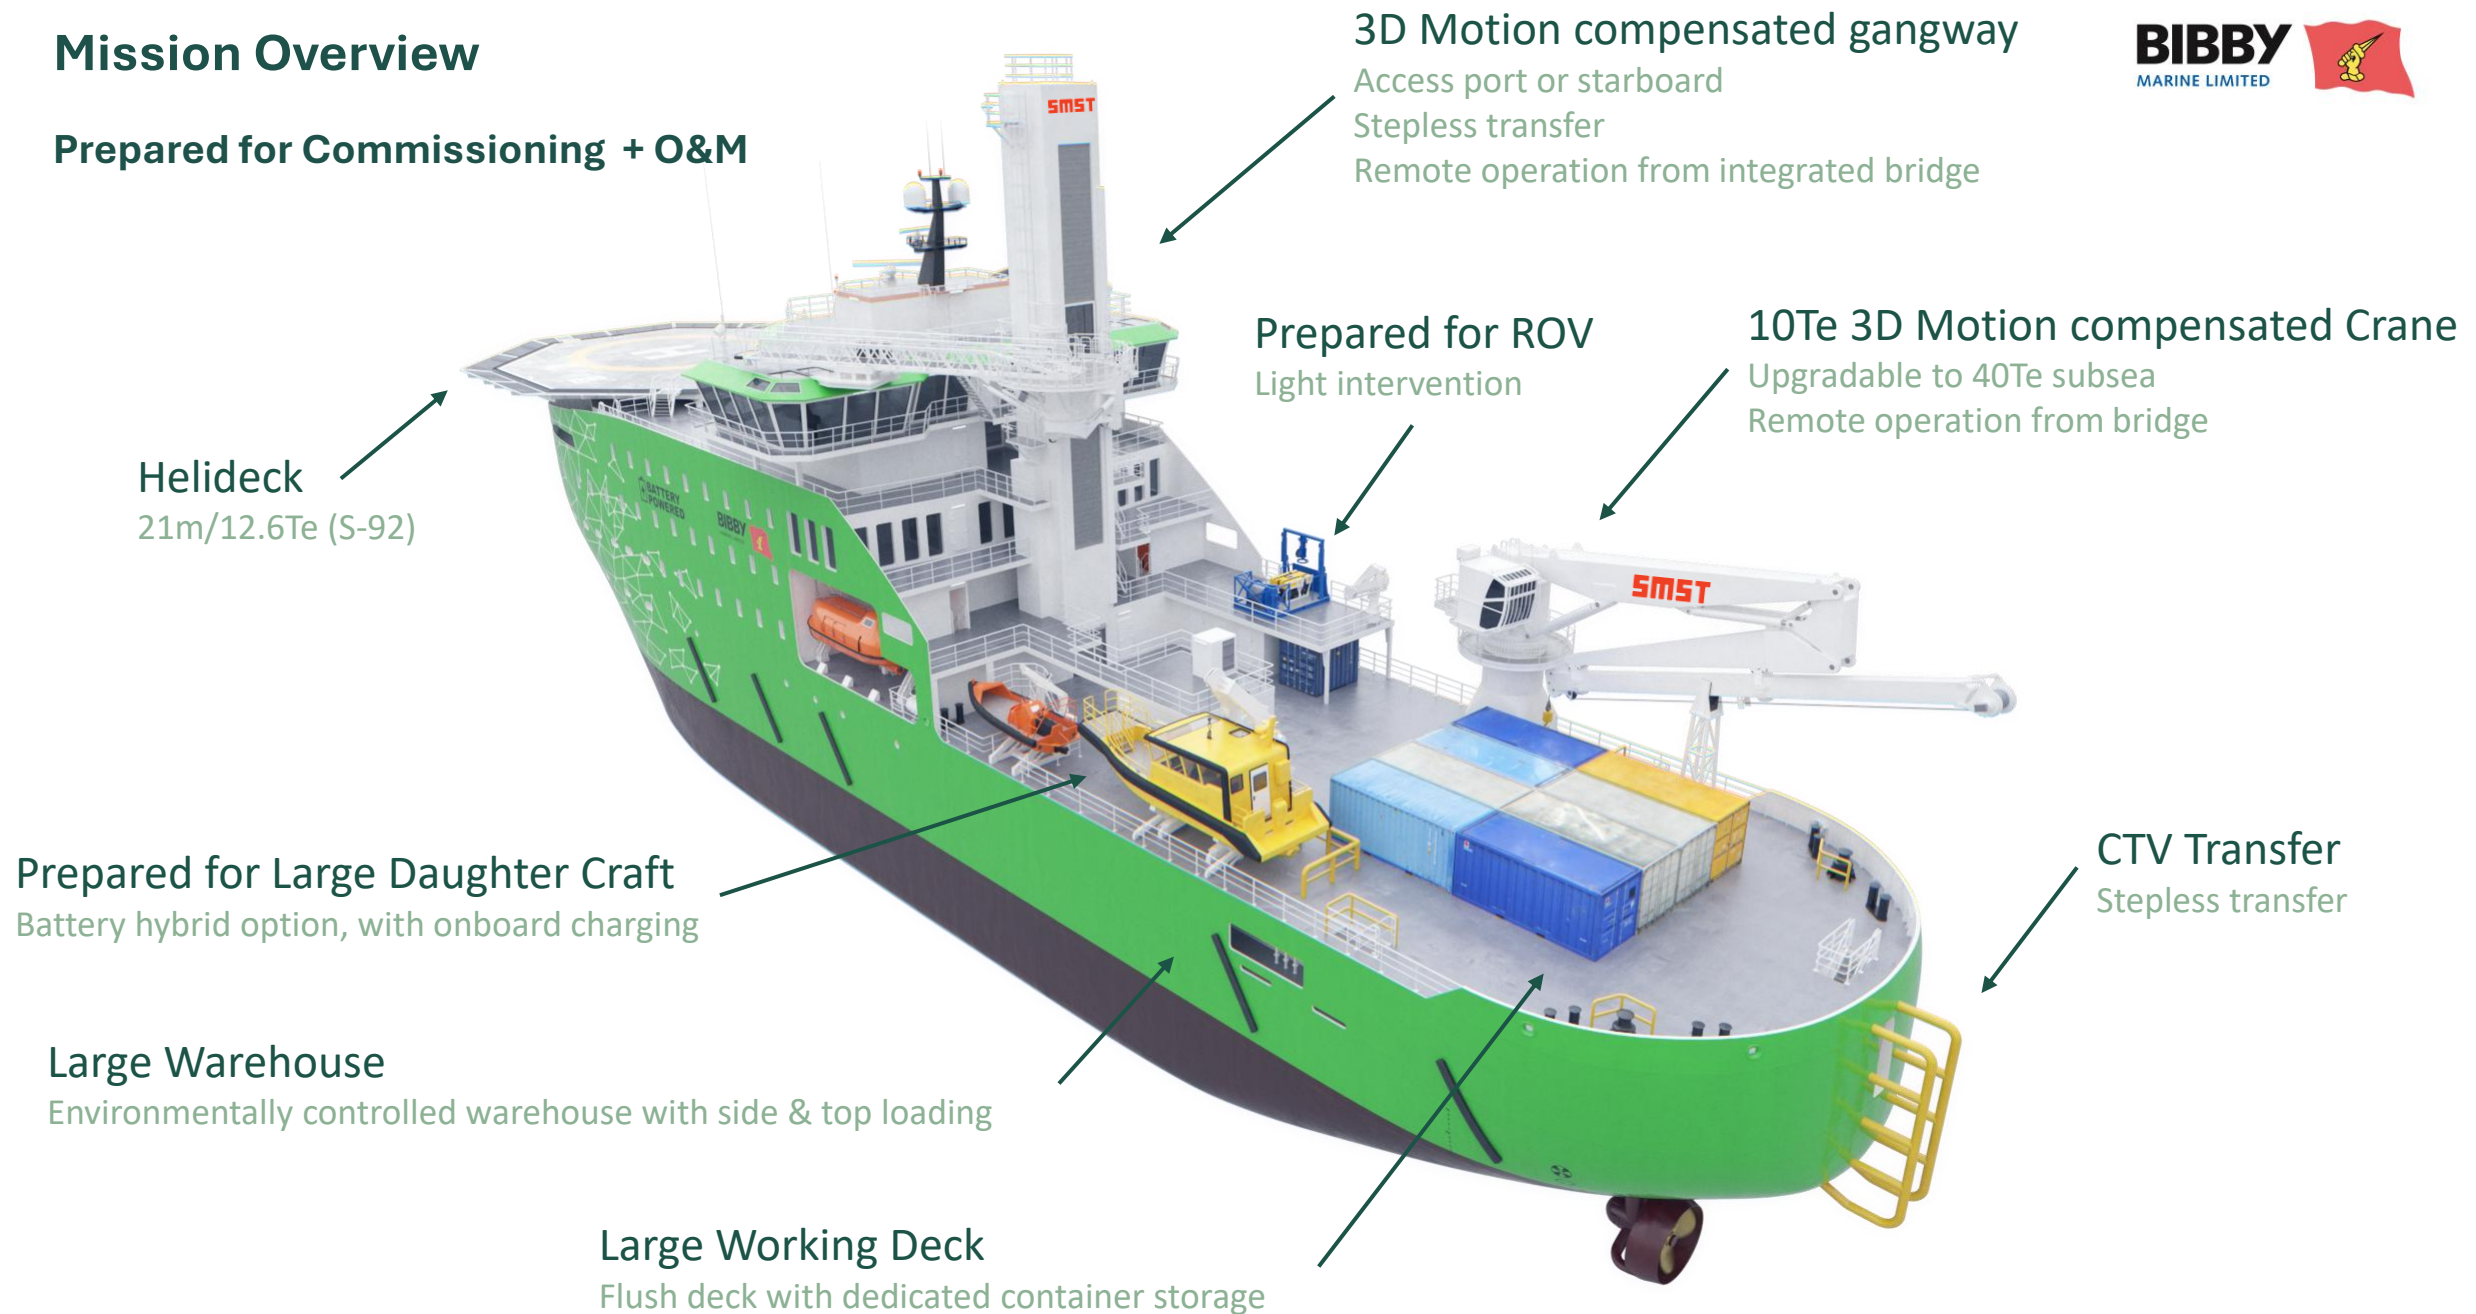 Mission Overview
Prepared for Commissioning + O&M
3D Motion compensated gangway
Access port or starboard
Stepless transfer
Remote operation from integrated bridge
BIBBY
MARINE LIMITED
SMST
Prepared for ROV
Light intervention
10Te 3D Motion compensated Crane
Upgradable to 40Te subsea
Remote operation from bridge
Helideck
21m/12.6Te (S-92)
H
BATTERY
POWERED
BIBBY
SMST
Prepared for Large Daughter Craft
Battery hybrid option, with onboard charging
CTV Transfer
Stepless transfer
Large Warehouse
Environmentally controlled warehouse with side & top loading
Large Working Deck
Flush deck with dedicated container storage